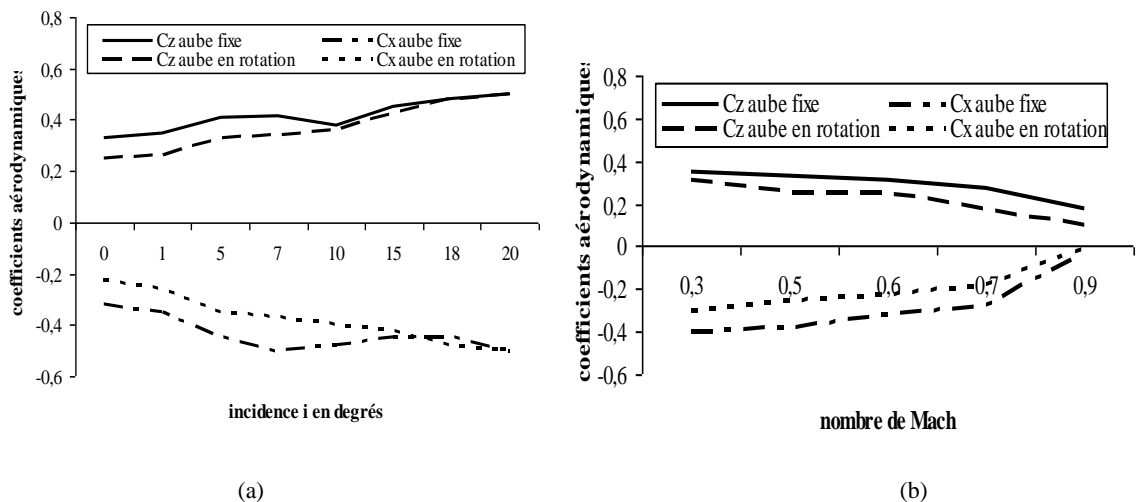 0,8
Cz aube fixe
Cx aube fixe
Cz aube en rotation
Cx aube en rotation
0,6
0,4
0,2
0
-0,2
-0,4
-0,6
coefficients aérodynamiques
0 1 5 7 10 15 18 20
incidence i en degrés
(a)
0,8
Cz aube fixe
Cx aube fixe
Cz aube en rotation
Cx aube en rotation
0,6
0,4
0,2
0
-0,2
-0,4
-0,6
coefficients aérodynamiques
0,3 0,5 0,6 0,7 0,9
nombre de Mach
(b)